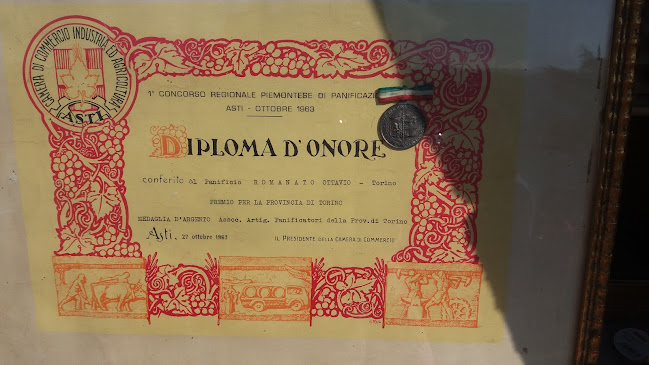 CAMERA DI COMMERCIO INDUSTRIA ED AGRICOLTURA
ASTI
1° CONCORSO REGIONALE PIEMONTESE DI PANIFICAZIO
ASTI - OTTOBRE 1963
DIPLOMA D'ONORE
conferito al Panificio ROMANATO OTTAVIO - Torino
PREMIO PER LA PROVINCIA DI TORINO
MEDAGLIA D'ARGENTO Assoc. Artig. Panificatori della Prov. di Torino
Asti, 27 ottobre 1963
IL PRESIDENTE DELLA CAMERA DI COMMERCIO